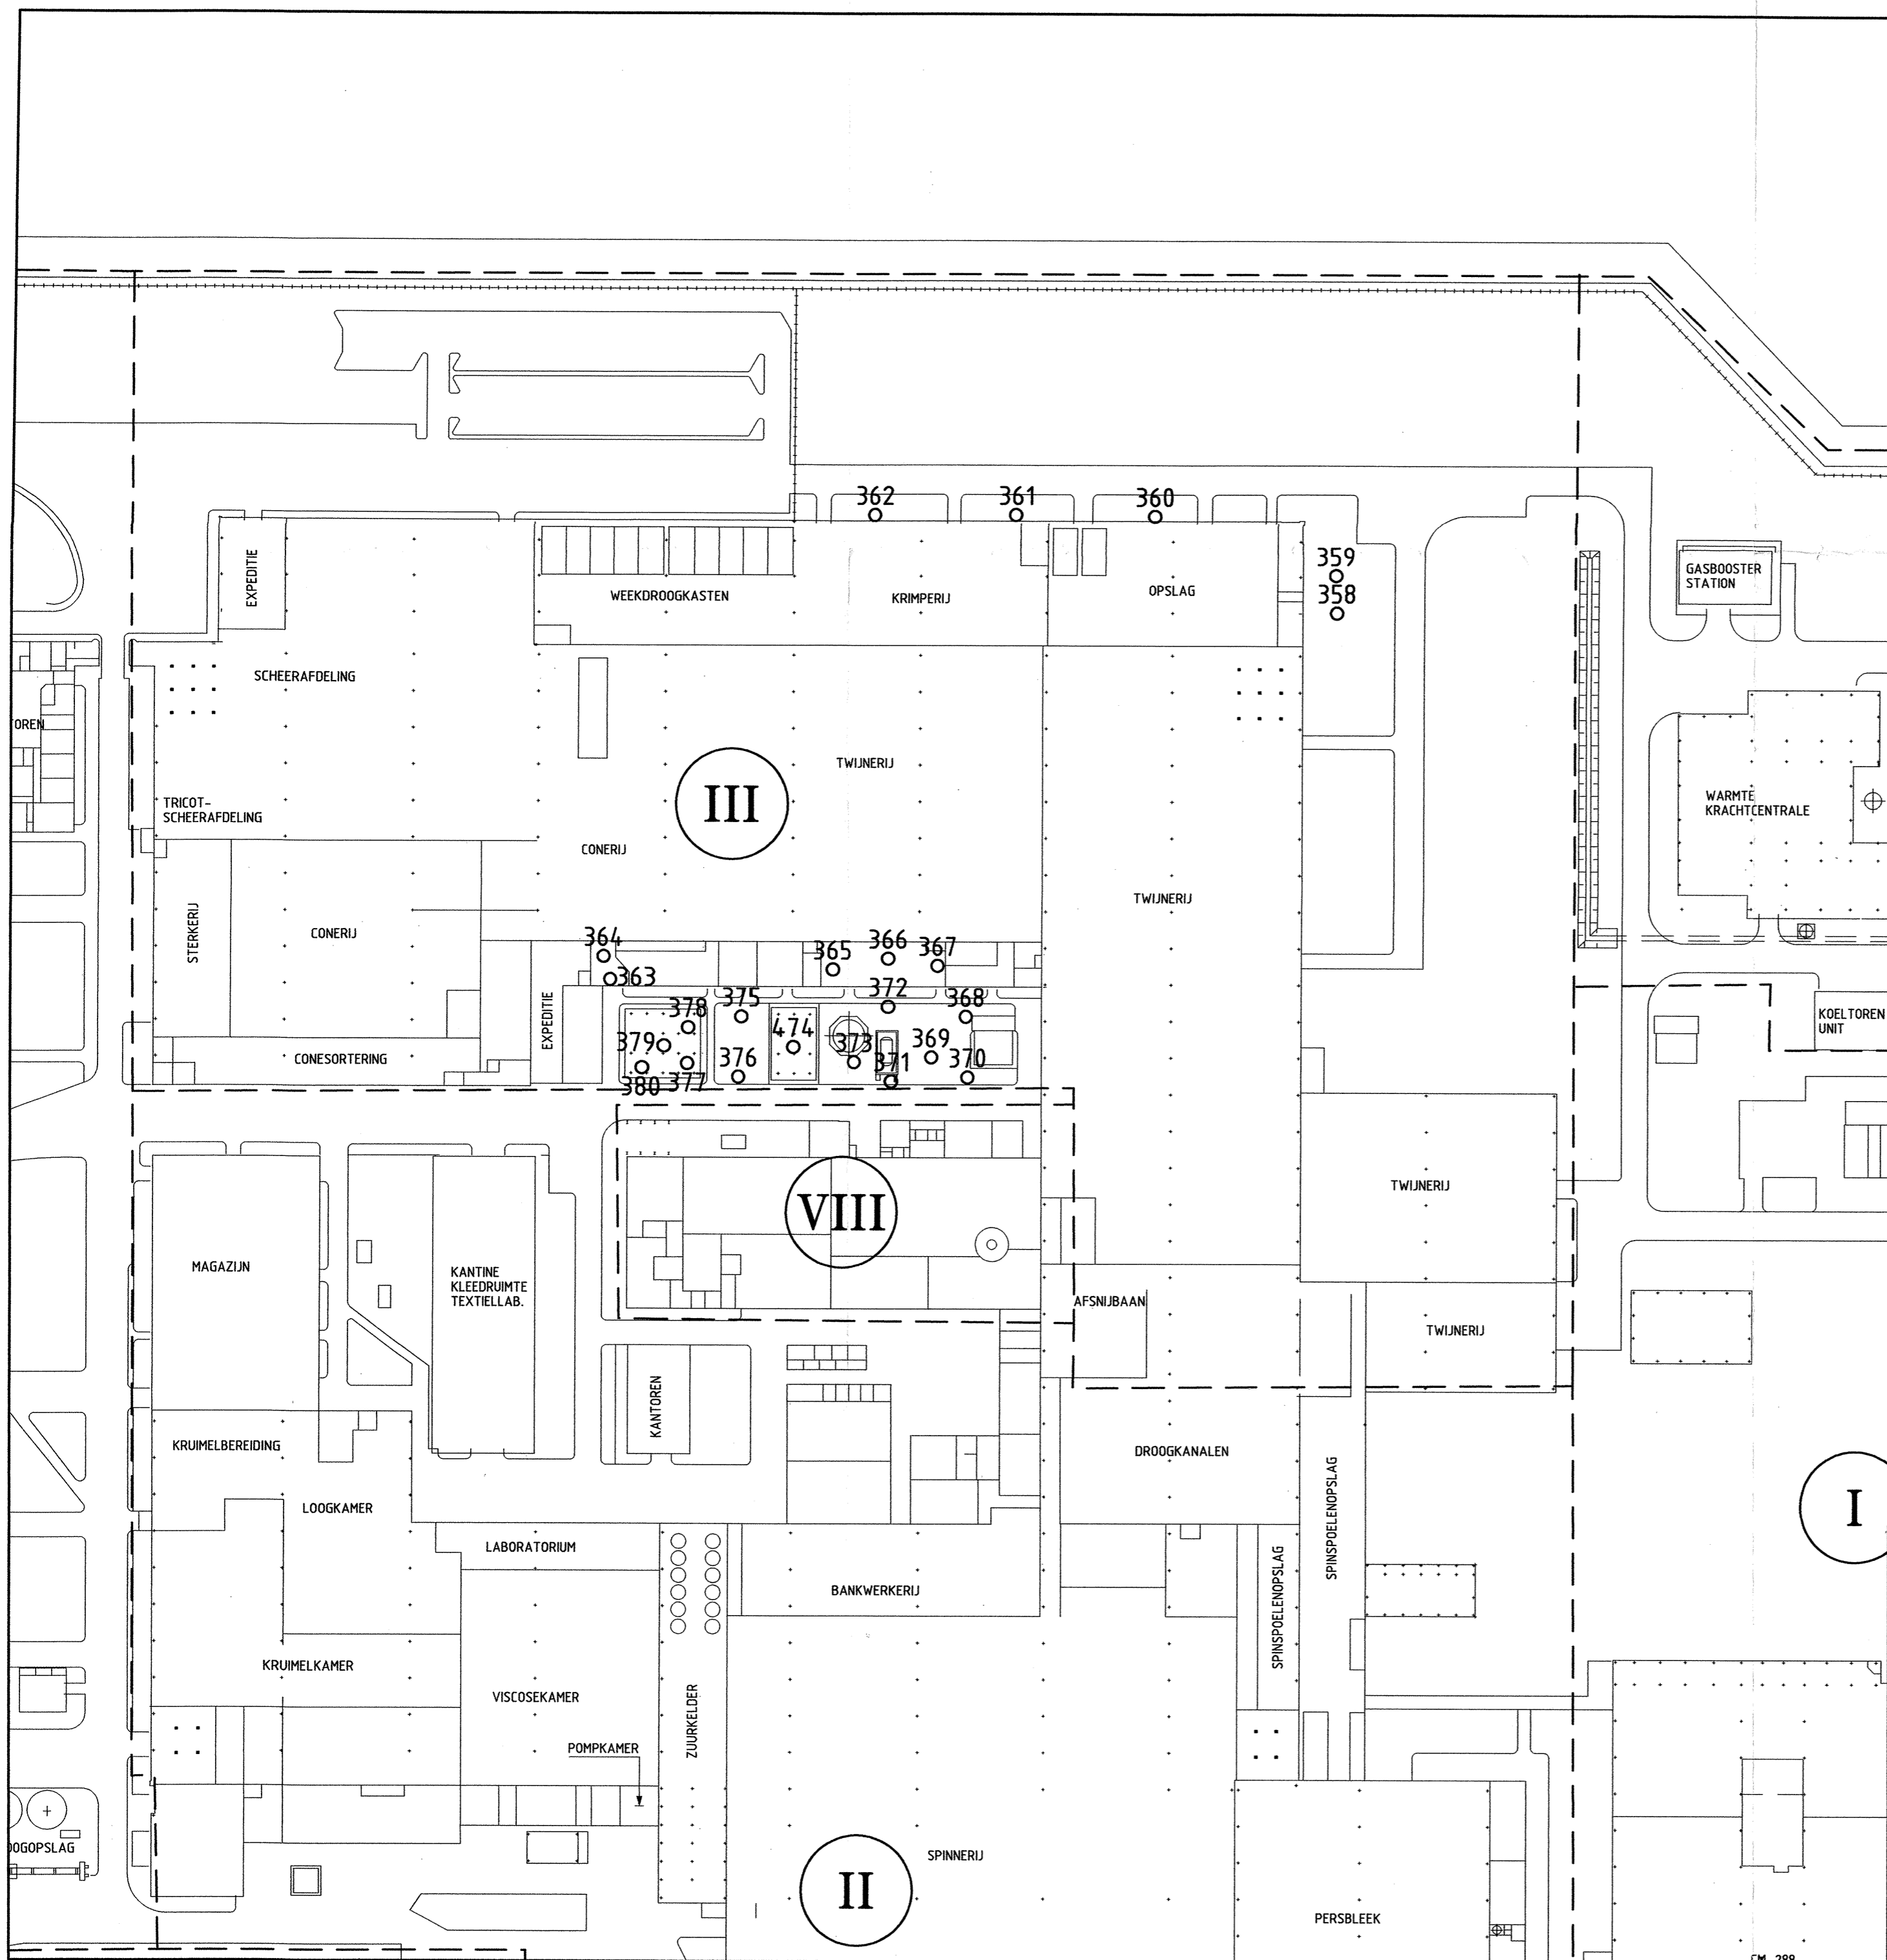 362
361
360
359
358
EXPEDITIE
WEEKDROOGKASTEN
KRIMPERIJ
OPSLAG
GASBOOSTER
STATION
SCHEERAFDELING
OREN
TWIJNERIJ
III
TRICOT-
SCHEERAFDELING
WARMTE
KRACHTCENTRALE
CONERIJ
TWIJNERIJ
STERKERIJ
CONERIJ
364
363
365
366
367
372
368
375
378
474
379
373
369
376
371
370
380
377
EXPEDITIE
CONESORTERING
KOELTOREN
UNIT
VIII
TWIJNERIJ
MAGAZIJN
KANTINE
KLEEDRUIMTE
TEXTIELLAB.
AFSNIJBAAN
TWIJNERIJ
KANTOREN
KRUIMELBEREIDING
DROOGKANALEN
SPINSPOELENOPSLAG
LOOGKAMER
I
LABORATORIUM
BANKWERKERIJ
SPINSPOELENOPSLAG
KRUIMELKAMER
VISCOSEKAMER
ZUURKELDER
POMPKAMER
OOGOPSLAG
SPINNERIJ
II
PERSBLEEK